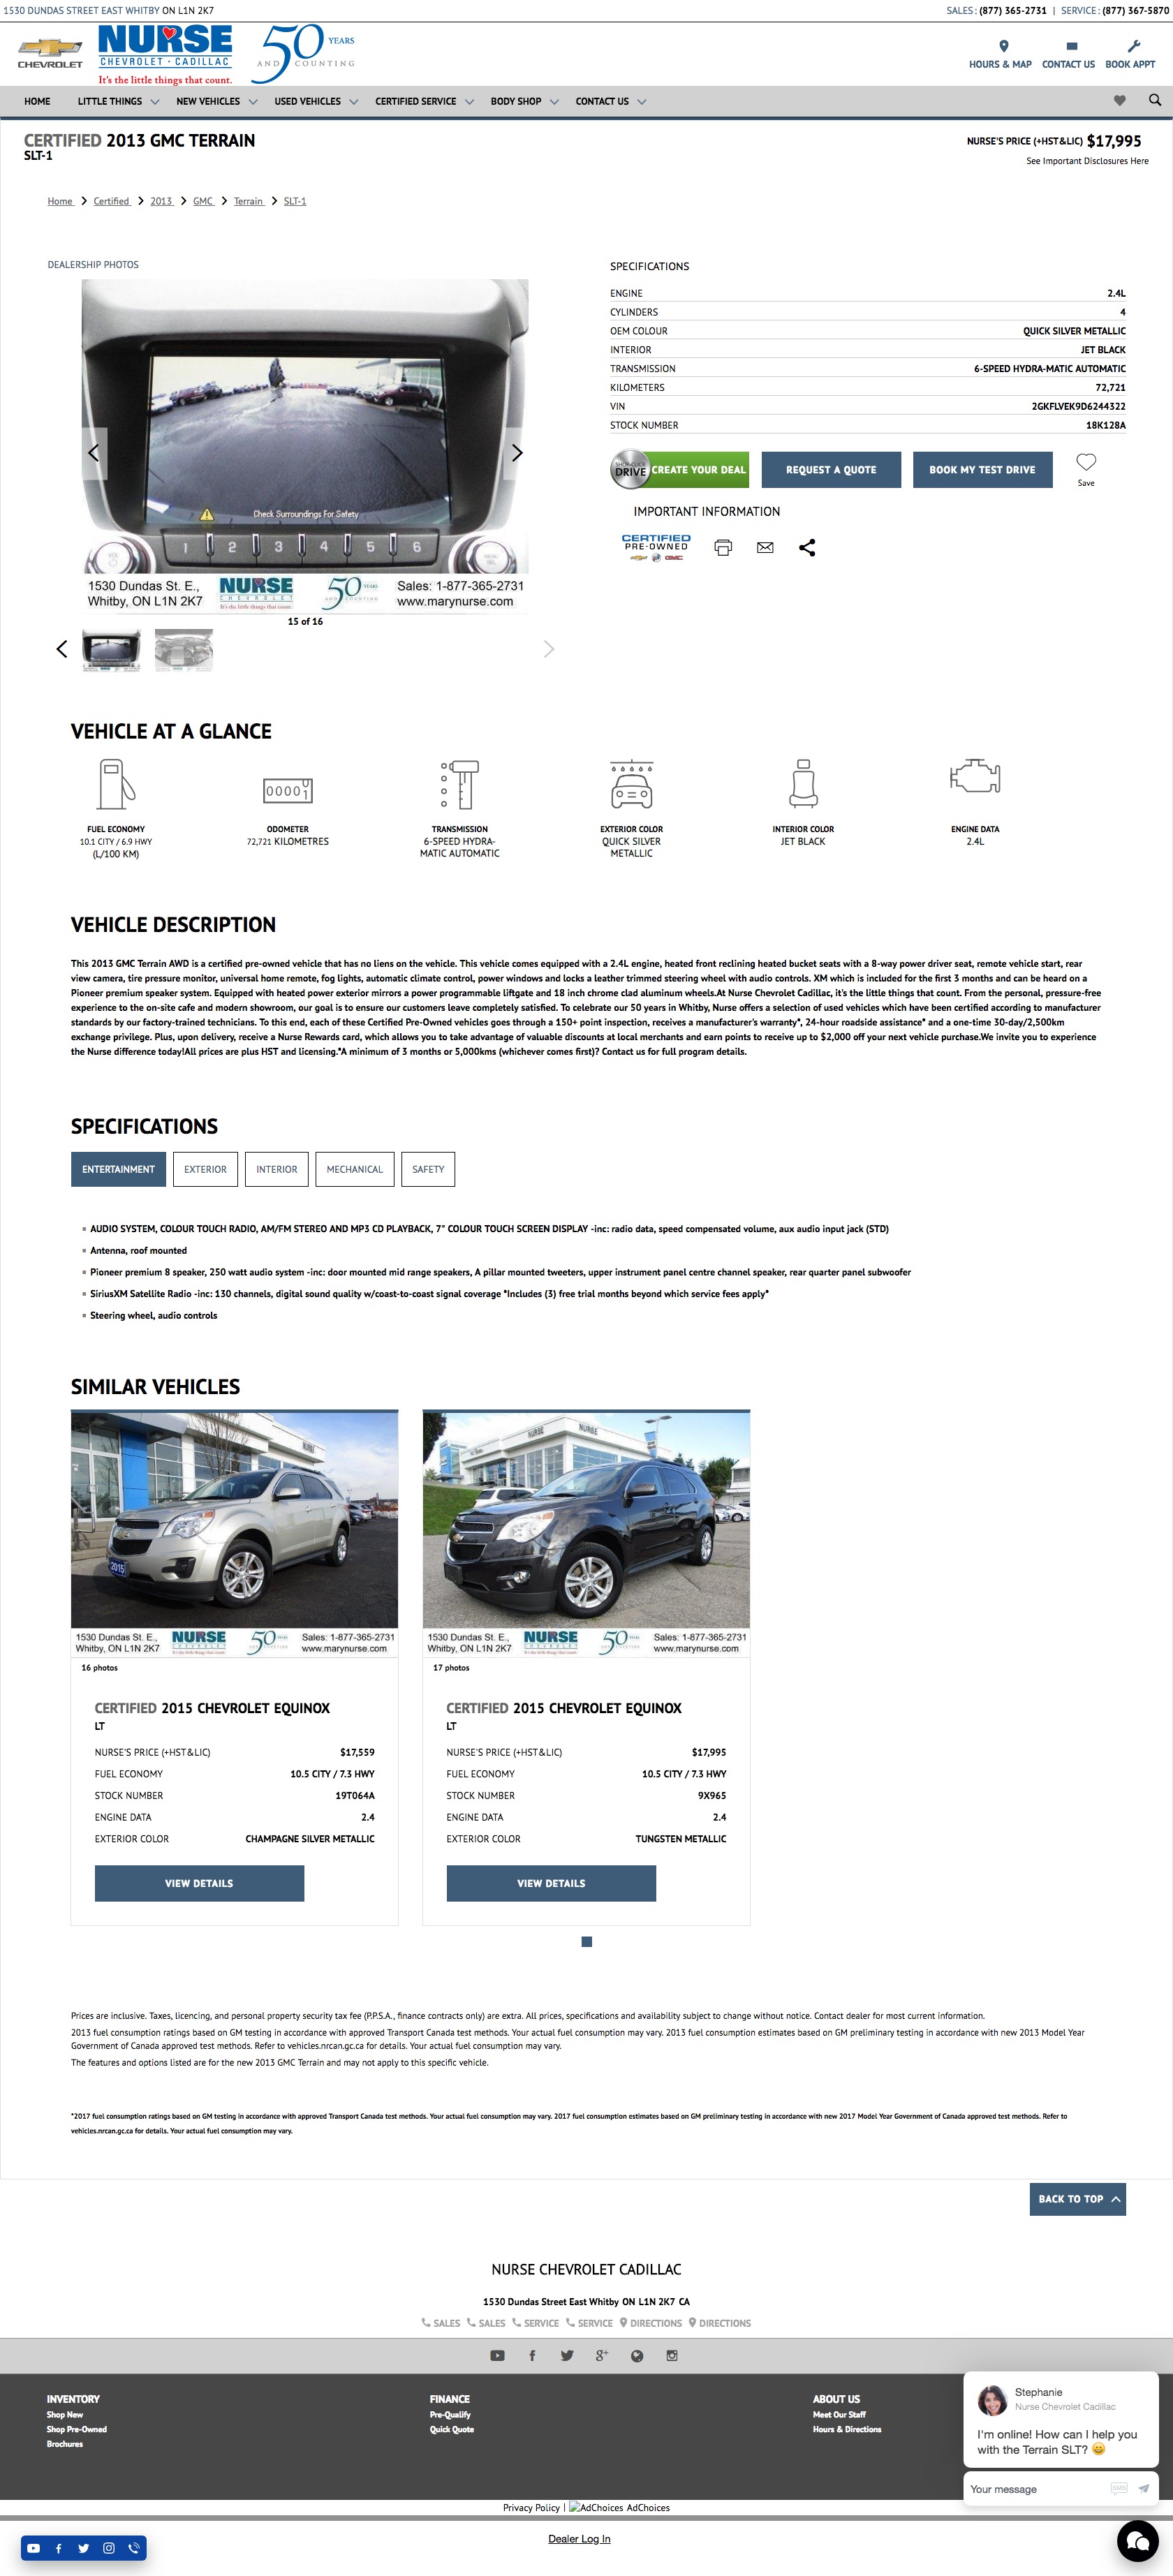 1530 DUNDAS STREET EAST WHITBY ON L1N 2K7
SALES : (877) 365-2731 | SERVICE : (877) 367-5870
CHEVROLET
NURSE
CHEVROLET · CADILLAC
It's the little things that count.
50 YEARS
AND COUNTING
HOURS & MAP CONTACT US BOOK APPT
HOME LITTLE THINGS NEW VEHICLES USED VEHICLES CERTIFIED SERVICE BODY SHOP CONTACT US
CERTIFIED 2013 GMC TERRAIN
SLT-1
NURSE'S PRICE (+HST&LIC) $17,995
See Important Disclosures Here
Home > Certified > 2013 > GMC > Terrain > SLT-1
DEALERSHIP PHOTOS
Check Surroundings For Safety
1 2 3 4 5 6
1530 Dundas St. E.,
Whitby, ON L1N 2K7
NURSE
CHEVROLET
It's the little things that count.
50 YEARS
AND COUNTING
Sales: 1-877-365-2731
www.marynurse.com
15 of 16
SPECIFICATIONS
ENGINE 2.4L
CYLINDERS 4
OEM COLOUR QUICK SILVER METALLIC
INTERIOR JET BLACK
TRANSMISSION 6-SPEED HYDRA-MATIC AUTOMATIC
KILOMETERS 72,721
VIN 2GKFLVEK9D6244322
STOCK NUMBER 18K128A
SHOP CLICK
DRIVE
CREATE YOUR DEAL
REQUEST A QUOTE
BOOK MY TEST DRIVE
Save
IMPORTANT INFORMATION
CERTIFIED
PRE-OWNED
GMC
VEHICLE AT A GLANCE
00001
FUEL ECONOMY
10.1 CITY / 6.9 HWY
(L/100 KM)
ODOMETER
72,721 KILOMETRES
TRANSMISSION
6-SPEED HYDRA-
MATIC AUTOMATIC
EXTERIOR COLOR
QUICK SILVER
METALLIC
INTERIOR COLOR
JET BLACK
ENGINE DATA
2.4L
VEHICLE DESCRIPTION
This 2013 GMC Terrain AWD is a certified pre-owned vehicle that has no liens on the vehicle. This vehicle comes equipped with a 2.4L engine, heated front reclining heated bucket seats with a 8-way power driver seat, remote vehicle start, rear
view camera, tire pressure monitor, universal home remote, fog lights, automatic climate control, power windows and locks a leather trimmed steering wheel with audio controls. XM which is included for the first 3 months and can be heard on a
Pioneer premium speaker system. Equipped with heated power exterior mirrors a power programmable liftgate and 18 inch chrome clad aluminum wheels.At Nurse Chevrolet Cadillac, it's the little things that count. From the personal, pressure-free
experience to the on-site cafe and modern showroom, our goal is to ensure our customers leave completely satisfied. To celebrate our 50 years in Whitby, Nurse offers a selection of used vehicles which have been certified according to manufacturer
standards by our factory-trained technicians. To this end, each of these Certified Pre-Owned vehicles goes through a 150+ point inspection, receives a manufacturer's warranty*, 24-hour roadside assistance* and a one-time 30-day/2,500km
exchange privilege. Plus, upon delivery, receive a Nurse Rewards card, which allows you to take advantage of valuable discounts at local merchants and earn points to receive up to $2,000 off your next vehicle purchase.We invite you to experience
the Nurse difference today!All prices are plus HST and licensing.*A minimum of 3 months or 5,000kms (whichever comes first)? Contact us for full program details.
SPECIFICATIONS
ENTERTAINMENT EXTERIOR INTERIOR MECHANICAL SAFETY
AUDIO SYSTEM, COLOUR TOUCH RADIO, AM/FM STEREO AND MP3 CD PLAYBACK, 7" COLOUR TOUCH SCREEN DISPLAY -inc: radio data, speed compensated volume, aux audio input jack (STD)
Antenna, roof mounted
Pioneer premium 8 speaker, 250 watt audio system -inc: door mounted mid range speakers, A pillar mounted tweeters, upper instrument panel centre channel speaker, rear quarter panel subwoofer
SiriusXM Satellite Radio -inc: 130 channels, digital sound quality w/coast-to-coast signal coverage *Includes (3) free trial months beyond which service fees apply*
Steering wheel, audio controls
SIMILAR VEHICLES
NURSE
2015
1530 Dundas St. E.,
Whitby, ON L1N 2K7
NURSE
CHEVROLET
50 YEARS
AND COUNTING
Sales: 1-877-365-2731
www.marynurse.com
16 photos
CERTIFIED 2015 CHEVROLET EQUINOX
LT
NURSE'S PRICE (+HST&LIC) $17,559
FUEL ECONOMY 10.5 CITY / 7.3 HWY
STOCK NUMBER 19T064A
ENGINE DATA 2.4
EXTERIOR COLOR CHAMPAGNE SILVER METALLIC
VIEW DETAILS
NURSE NURSE
1530 Dundas St. E.,
Whitby, ON L1N 2K7
NURSE
CHEVROLET
50 YEARS
AND COUNTING
Sales: 1-877-365-2731
www.marynurse.com
17 photos
CERTIFIED 2015 CHEVROLET EQUINOX
LT
NURSE'S PRICE (+HST&LIC) $17,995
FUEL ECONOMY 10.5 CITY / 7.3 HWY
STOCK NUMBER 9X965
ENGINE DATA 2.4
EXTERIOR COLOR TUNGSTEN METALLIC
VIEW DETAILS
Prices are inclusive. Taxes, licencing, and personal property security tax fee (P.P.S.A., finance contracts only) are extra. All prices, specifications and availability subject to change without notice. Contact dealer for most current information.
2013 fuel consumption ratings based on GM testing in accordance with approved Transport Canada test methods. Your actual fuel consumption may vary. 2013 fuel consumption estimates based on GM preliminary testing in accordance with new 2013 Model Year
Government of Canada approved test methods. Refer to vehicles.nrcan.gc.ca for details. Your actual fuel consumption may vary.
The features and options listed are for the new 2013 GMC Terrain and may not apply to this specific vehicle.
*2017 fuel consumption ratings based on GM testing in accordance with approved Transport Canada test methods. Your actual fuel consumption may vary. 2017 fuel consumption estimates based on GM preliminary testing in accordance with new 2017 Model Year Government of Canada approved test methods. Refer to
vehicles.nrcan.gc.ca for details. Your actual fuel consumption may vary.
BACK TO TOP
NURSE CHEVROLET CADILLAC
1530 Dundas Street East Whitby ON L1N 2K7 CA
SALES SALES SERVICE SERVICE DIRECTIONS DIRECTIONS
INVENTORY
Shop New
Shop Pre-Owned
Brochures
FINANCE
Pre-Qualify
Quick Quote
ABOUT US
Meet Our Staff
Hours & Directions
Stephanie
Nurse Chevrolet Cadillac
I'm online! How can I help you
with the Terrain SLT? 😀
Your message
SMS
Privacy Policy | AdChoices AdChoices
Dealer Log In